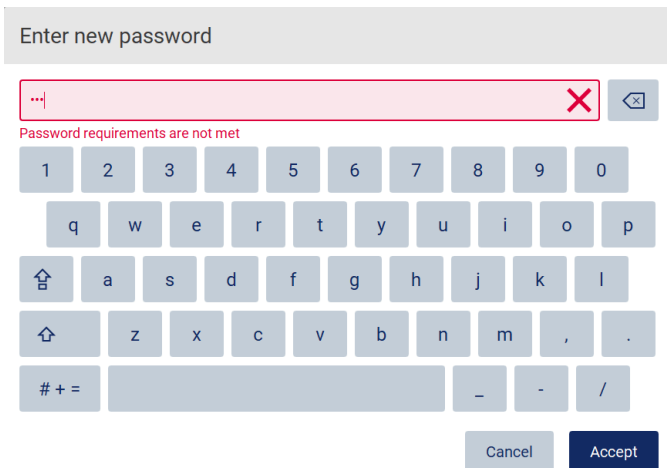 Enter new password
•••
Password requirements are not met
1 2 3 4 5 6 7 8 9 0
q w e r t y u i o p
a s d f g h j k l
z x c v b n m , .
# + = _ - /
Cancel Accept